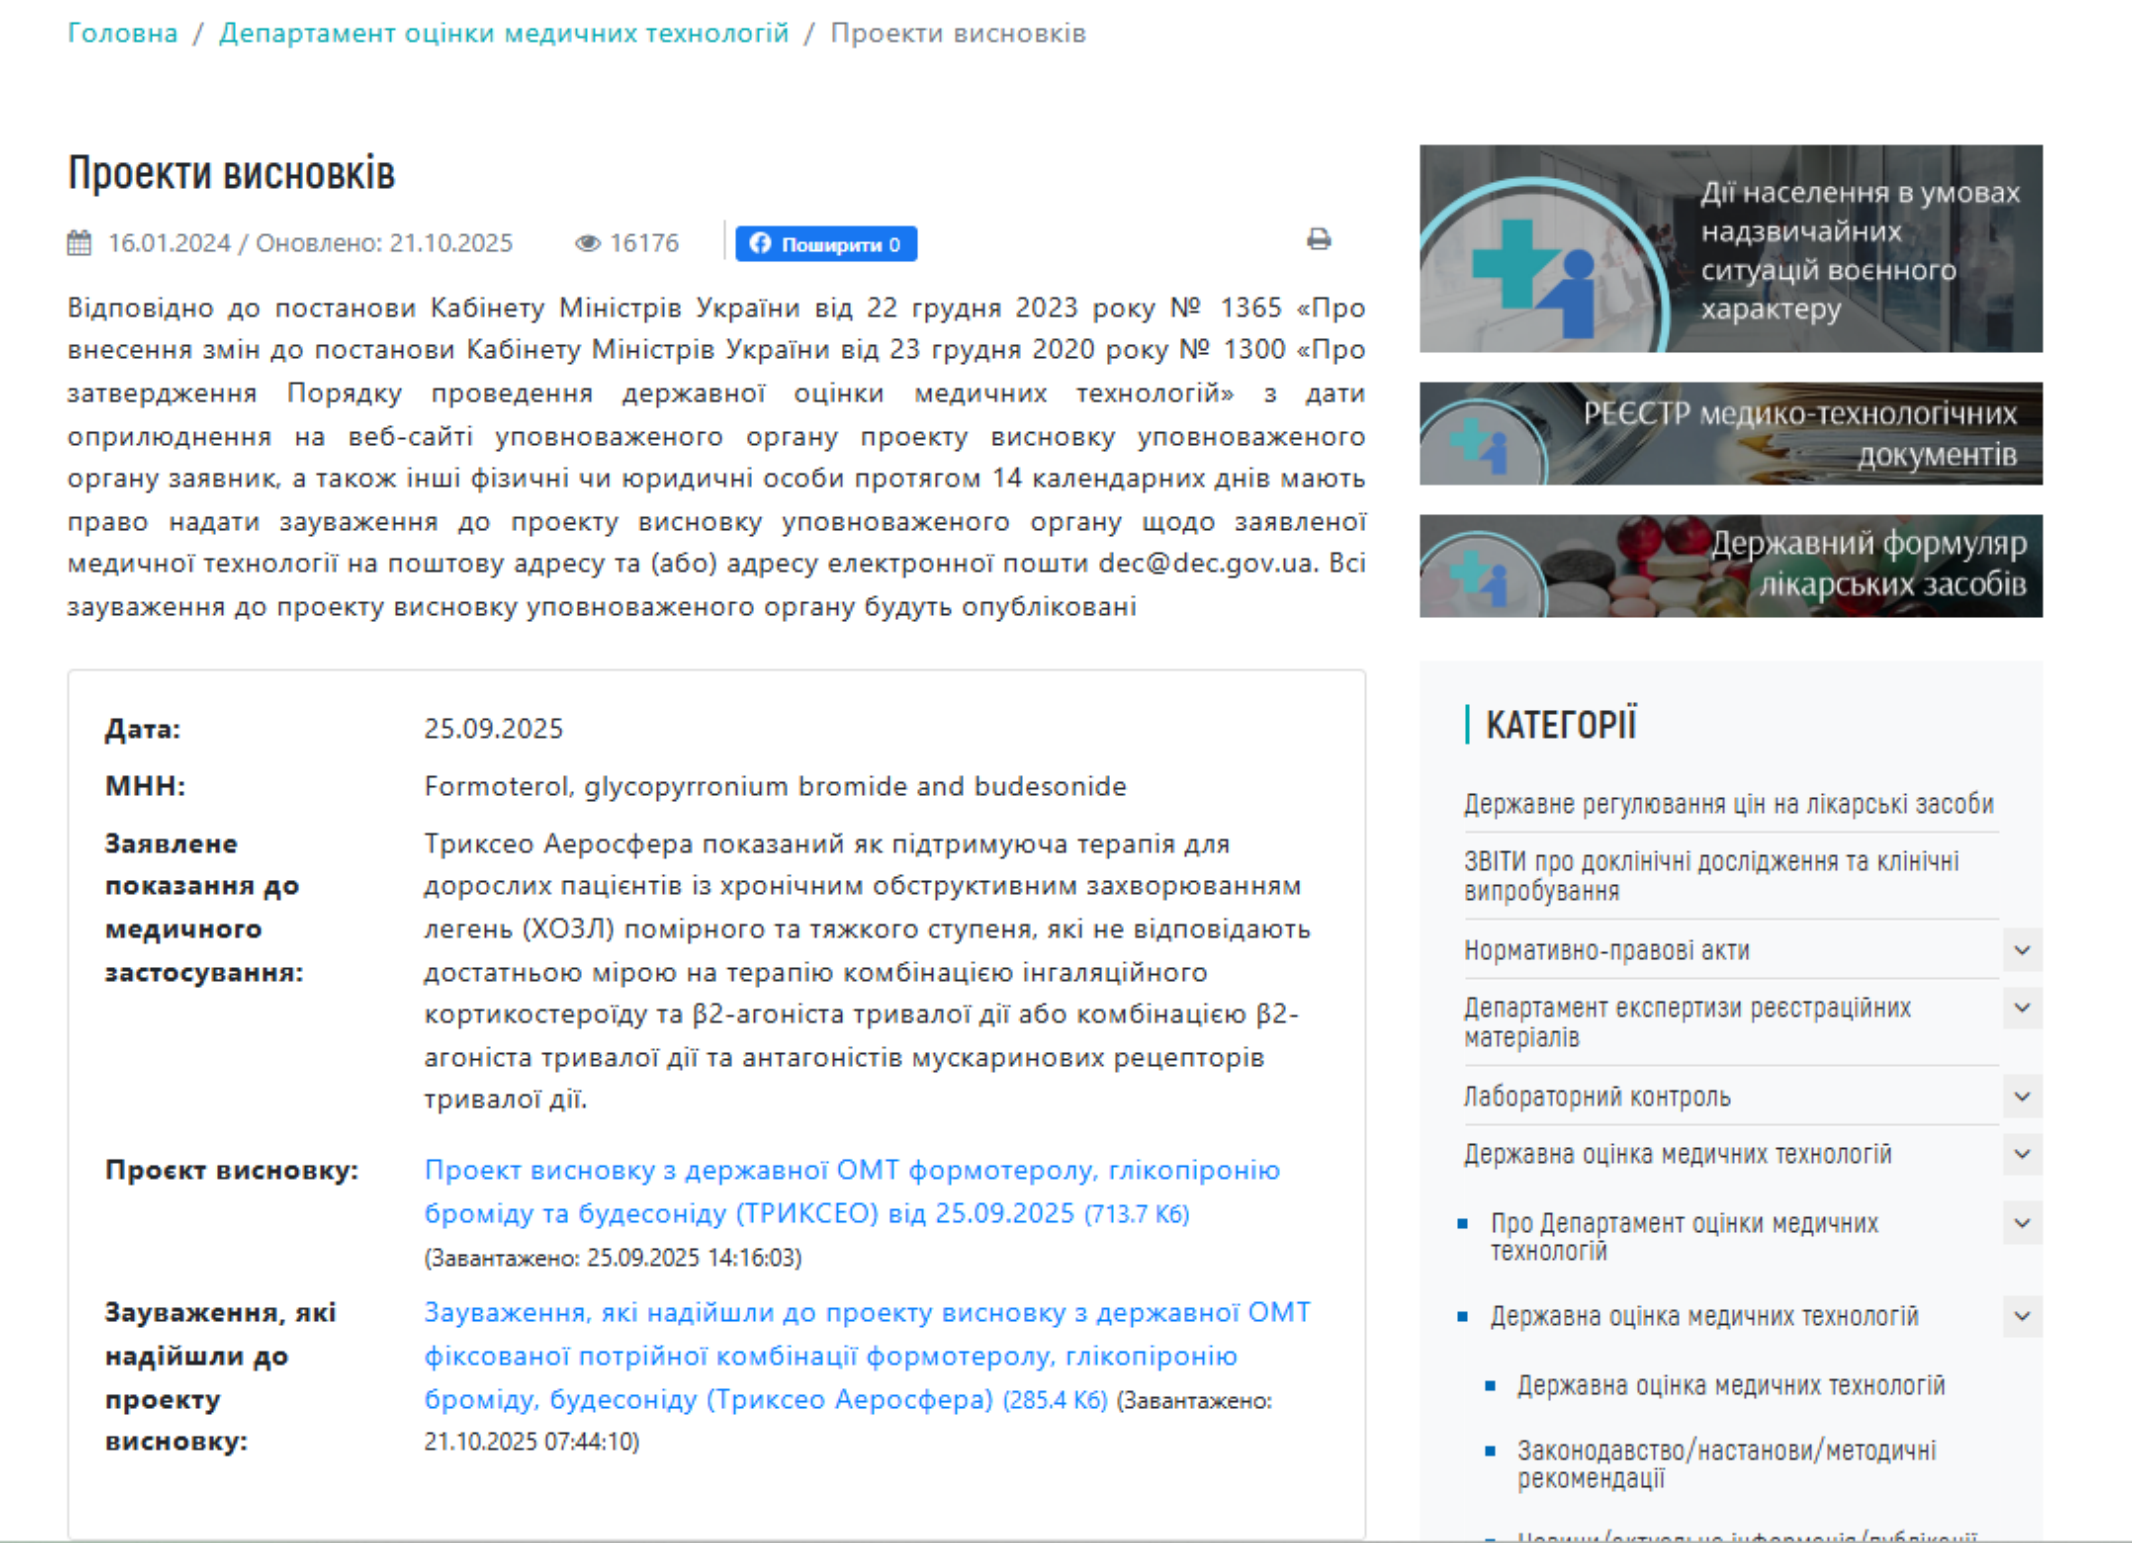 Головна / Департамент оцінки медичних технологій / Проекти висновків
Проекти висновків
16.01.2024 / Оновлено: 21.10.2025 16176 Поширити 0
Відповідно до постанови Кабінету Міністрів України від 22 грудня 2023 року № 1365 «Про
внесення змін до постанови Кабінету Міністрів України від 23 грудня 2020 року № 1300 «Про
затвердження Порядку проведення державної оцінки медичних технологій» з дати
оприлюднення на веб-сайті уповноваженого органу проекту висновку уповноваженого
органу заявник, а також інші фізичні чи юридичні особи протягом 14 календарних днів мають
право надати зауваження до проекту висновку уповноваженого органу щодо заявленої
медичної технології на поштову адресу та (або) адресу електронної пошти dec@dec.gov.ua. Всі
зауваження до проекту висновку уповноваженого органу будуть опубліковані
Дата: 25.09.2025
МНН: Formoterol, glycopyrronium bromide and budesonide
Заявлене
показання до
медичного
застосування:
Триксео Аеросфера показаний як підтримуюча терапія для
дорослих пацієнтів із хронічним обструктивним захворюванням
легень (ХОЗЛ) помірного та тяжкого ступеня, які не відповідають
достатньою мірою на терапію комбінацією інгаляційного
кортикостероїду та β2-агоніста тривалої дії або комбінацією β2-
агоніста тривалої дії та антагоністів мускаринових рецепторів
тривалої дії.
Проєкт висновку:
Проект висновку з державної ОМТ формотеролу, глікопіронію
броміду та будесоніду (ТРИКСЕО) від 25.09.2025 (713.7 Кб)
(Завантажено: 25.09.2025 14:16:03)
Зауваження, які
надійшли до
проекту
висновку:
Зауваження, які надійшли до проекту висновку з державної ОМТ
фіксованої потрійної комбінації формотеролу, глікопіронію
броміду, будесоніду (Триксео Аеросфера) (285.4 Кб) (Завантажено:
21.10.2025 07:44:10)
Дії населення в умовах
надзвичайних
ситуацій воєнного
характеру
РЕЄСТР медико-технологічних
документів
Державний формуляр
лікарських засобів
КАТЕГОРІЇ
Державне регулювання цін на лікарські засоби
ЗВІТИ про доклінічні дослідження та клінічні
випробування
Нормативно-правові акти
Департамент експертизи реєстраційних
матеріалів
Лабораторний контроль
Державна оцінка медичних технологій
Про Департамент оцінки медичних
технологій
Державна оцінка медичних технологій
Державна оцінка медичних технологій
Законодавство/настанови/методичні
рекомендації